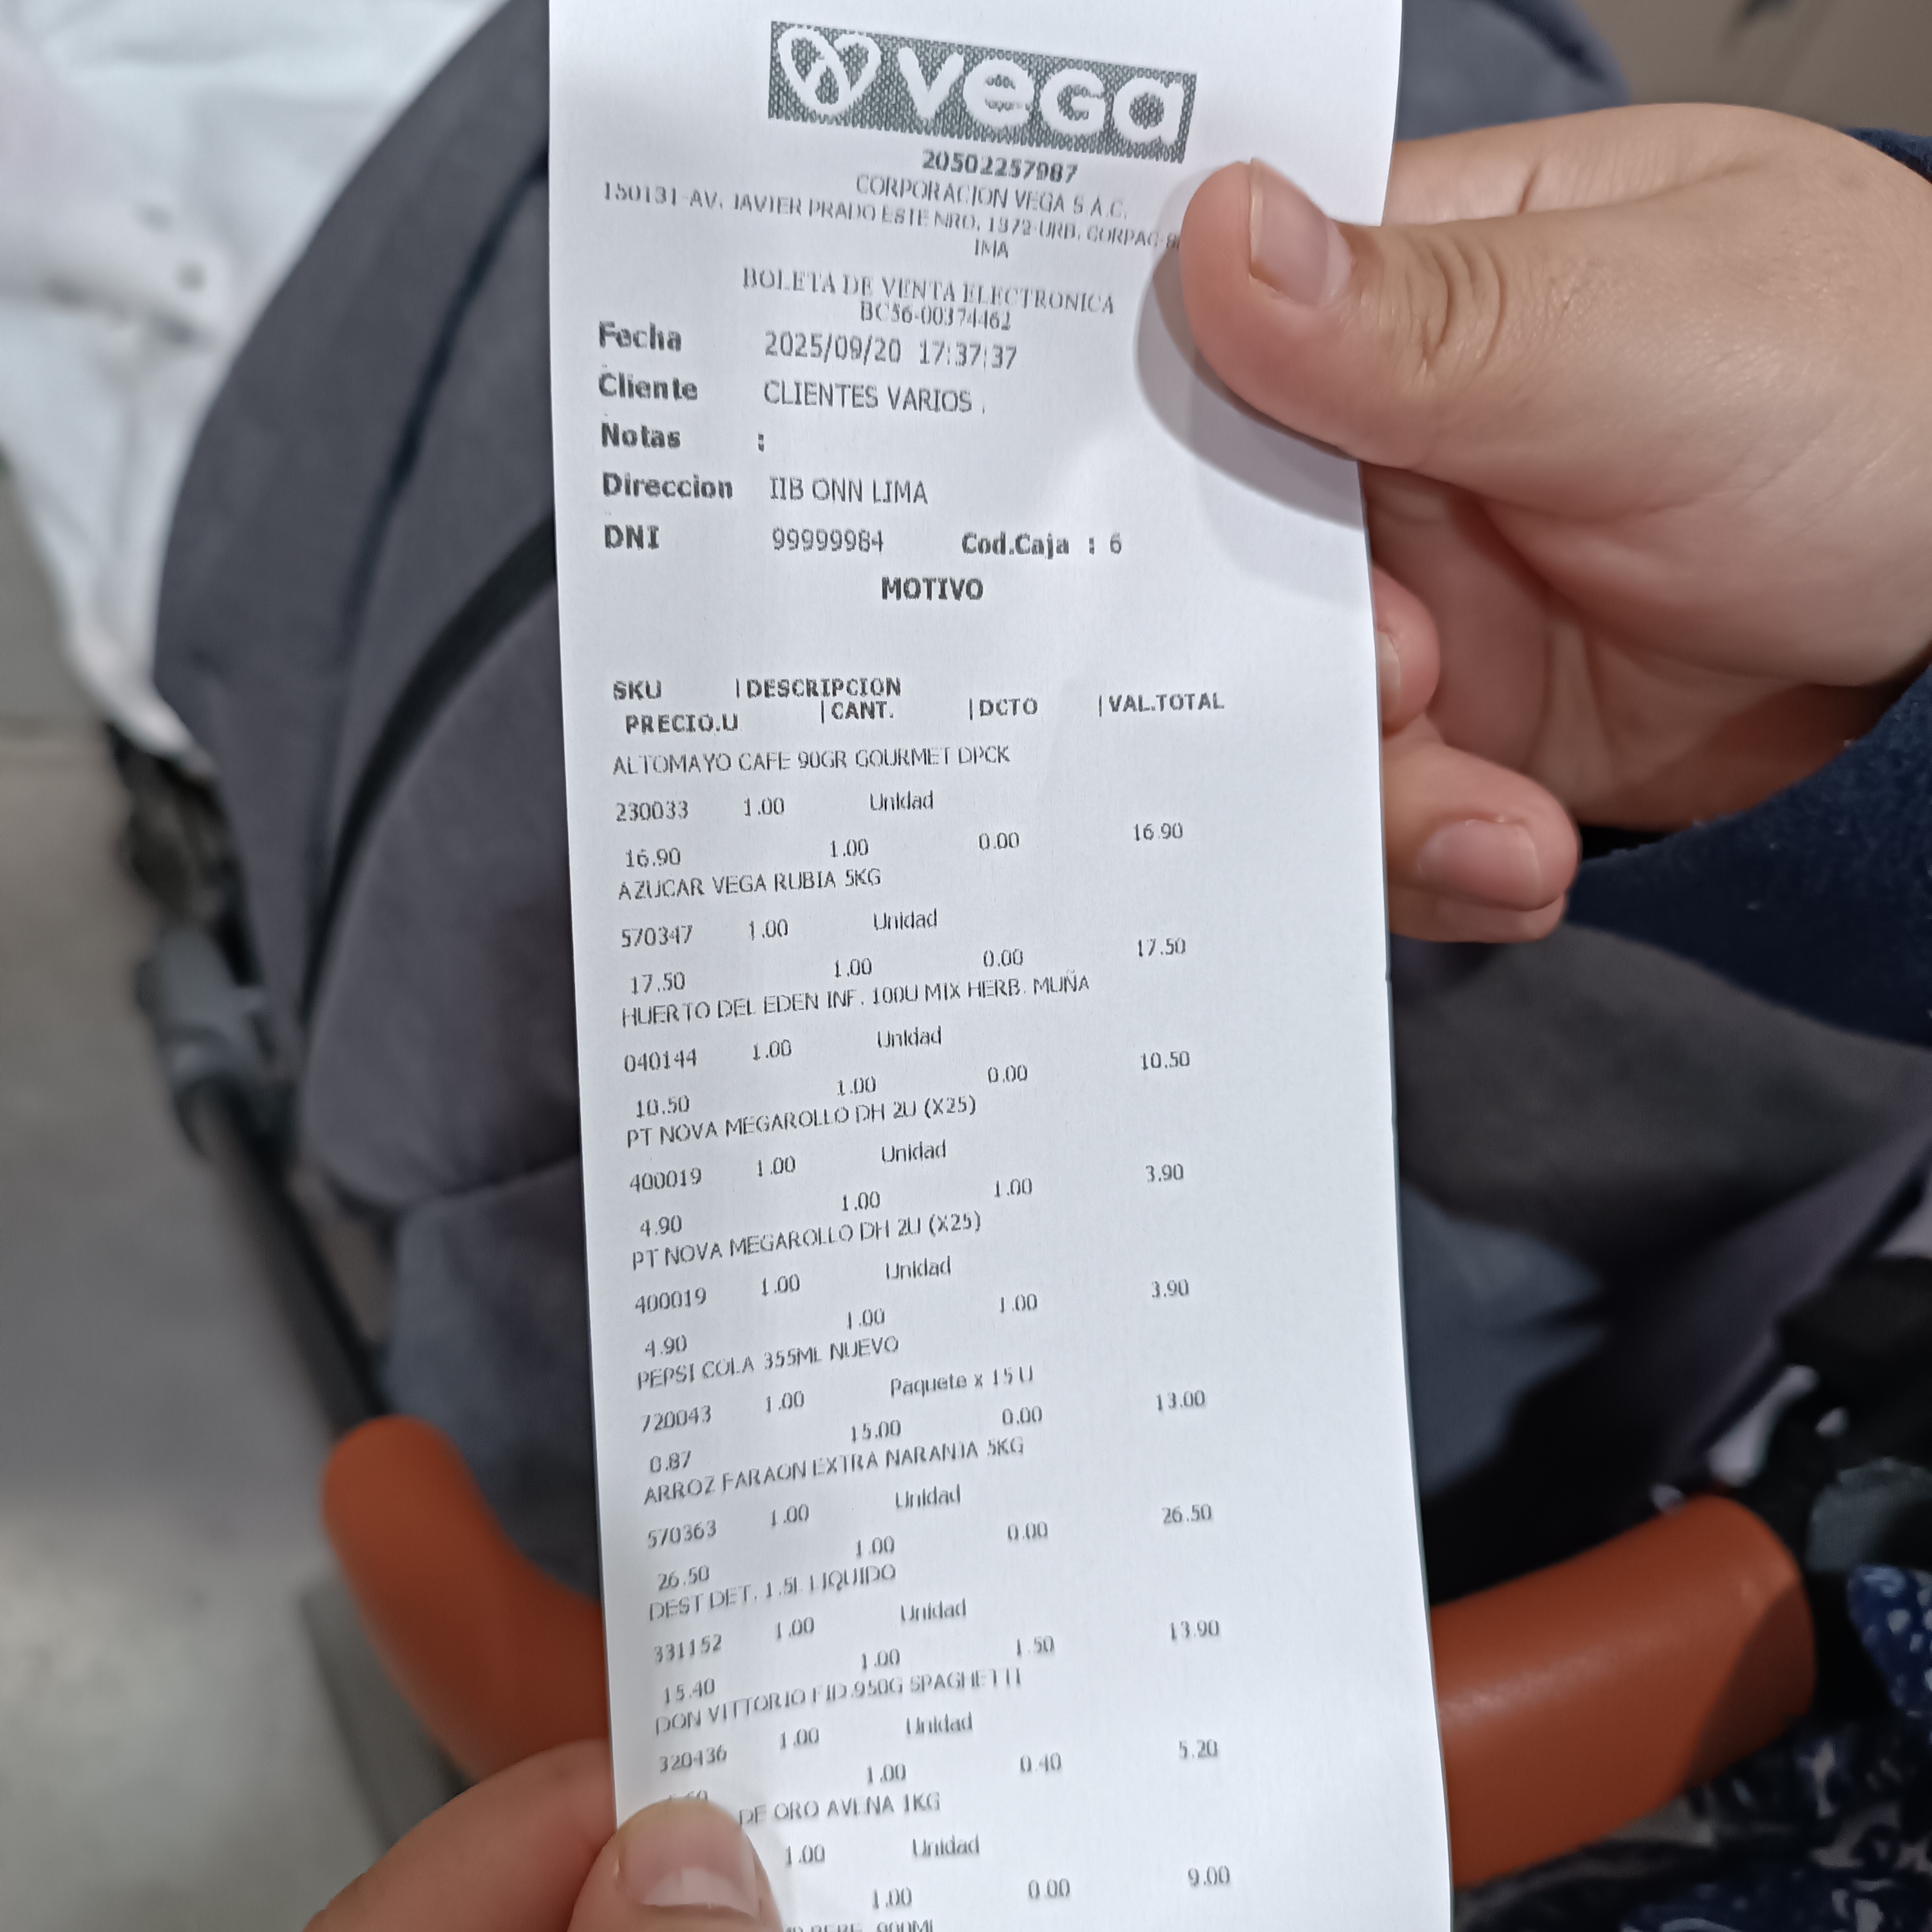 vega
20502257987
CORPORACION VEGA S.A.C.
150131-AV. JAVIER PRADO ESTE NRO. 1372-URB. CORPAC-
IMA
BOLETA DE VENTA ELECTRONICA
BC56-00374462
Fecha 2025/09/20 17:37:37
Cliente CLIENTES VARIOS .
Notas :
Direccion IIB ONN LIMA
DNI 99999984 Cod.Caja : 6
MOTIVO
SKU |DESCRIPCION
PRECIO.U |CANT. |DCTO |VAL.TOTAL
ALTOMAYO CAFE 90GR GOURMET DPCK
230033 1.00 Unidad
16.90 1.00 0.00 16.90
AZUCAR VEGA RUBIA 5KG
570347 1.00 Unidad
17.50 1.00 0.00 17.50
HUERTO DEL EDEN INF. 100U MIX HERB. MUÑA
040144 1.00 Unidad
10.50 1.00 0.00 10.50
PT NOVA MEGAROLLO DH 2U (X25)
400019 1.00 Unidad
4.90 1.00 1.00 3.90
PT NOVA MEGAROLLO DH 2U (X25)
400019 1.00 Unidad
4.90 1.00 1.00 3.90
PEPSI COLA 355ML NUEVO
720043 1.00 Paquete x 15 U
0.87 15.00 0.00 13.00
ARROZ FARAON EXTRA NARANJA 5KG
570363 1.00 Unidad
26.50 1.00 0.00 26.50
DEST DET. 1.5L LIQUIDO
331152 1.00 Unidad
15.40 1.00 1.50 13.90
DON VITTORIO FID.950G SPAGHETTI
320436 1.00 Unidad
1.00 0.40 5.20
DE ORO AVENA 1KG
1.00 Unidad
1.00 0.00 9.00
900ML